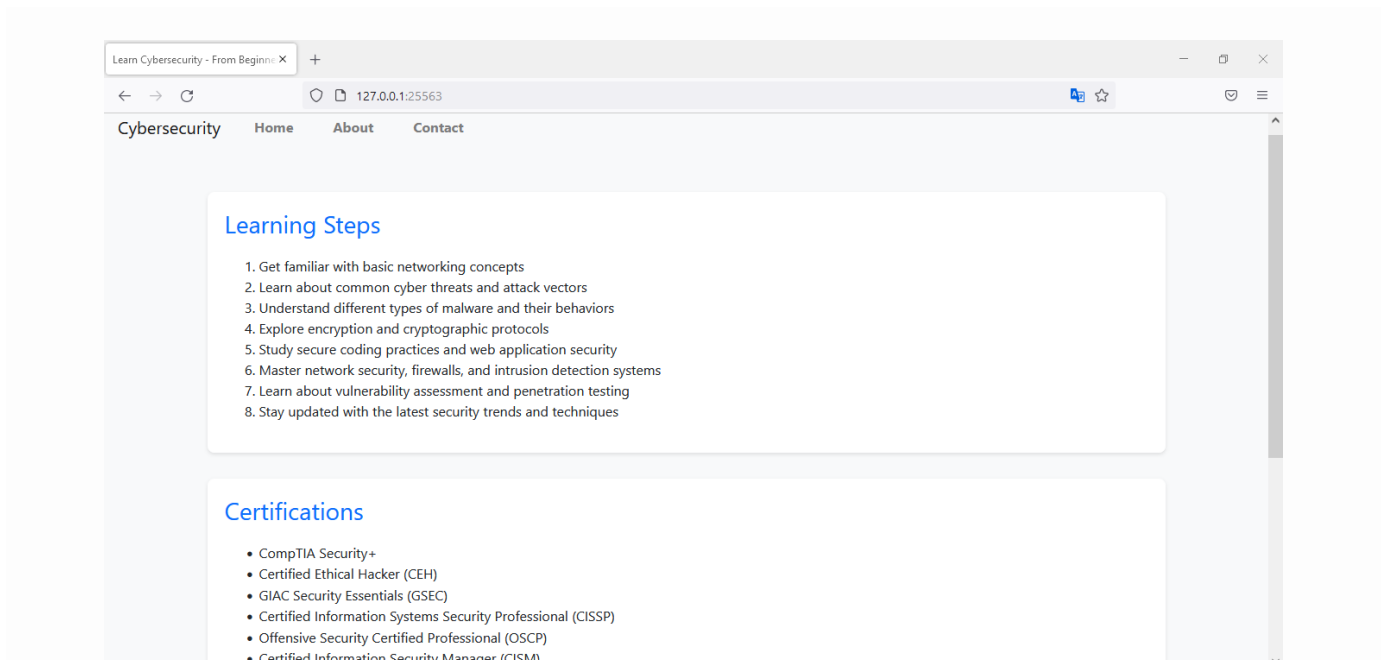 Learn Cybersecurity - From Beginne
127.0.0.1:25563
Cybersecurity Home About Contact
Learning Steps
1. Get familiar with basic networking concepts
2. Learn about common cyber threats and attack vectors
3. Understand different types of malware and their behaviors
4. Explore encryption and cryptographic protocols
5. Study secure coding practices and web application security
6. Master network security, firewalls, and intrusion detection systems
7. Learn about vulnerability assessment and penetration testing
8. Stay updated with the latest security trends and techniques
Certifications
• CompTIA Security+
• Certified Ethical Hacker (CEH)
• GIAC Security Essentials (GSEC)
• Certified Information Systems Security Professional (CISSP)
• Offensive Security Certified Professional (OSCP)
• Certified Information Security Manager (CISM)